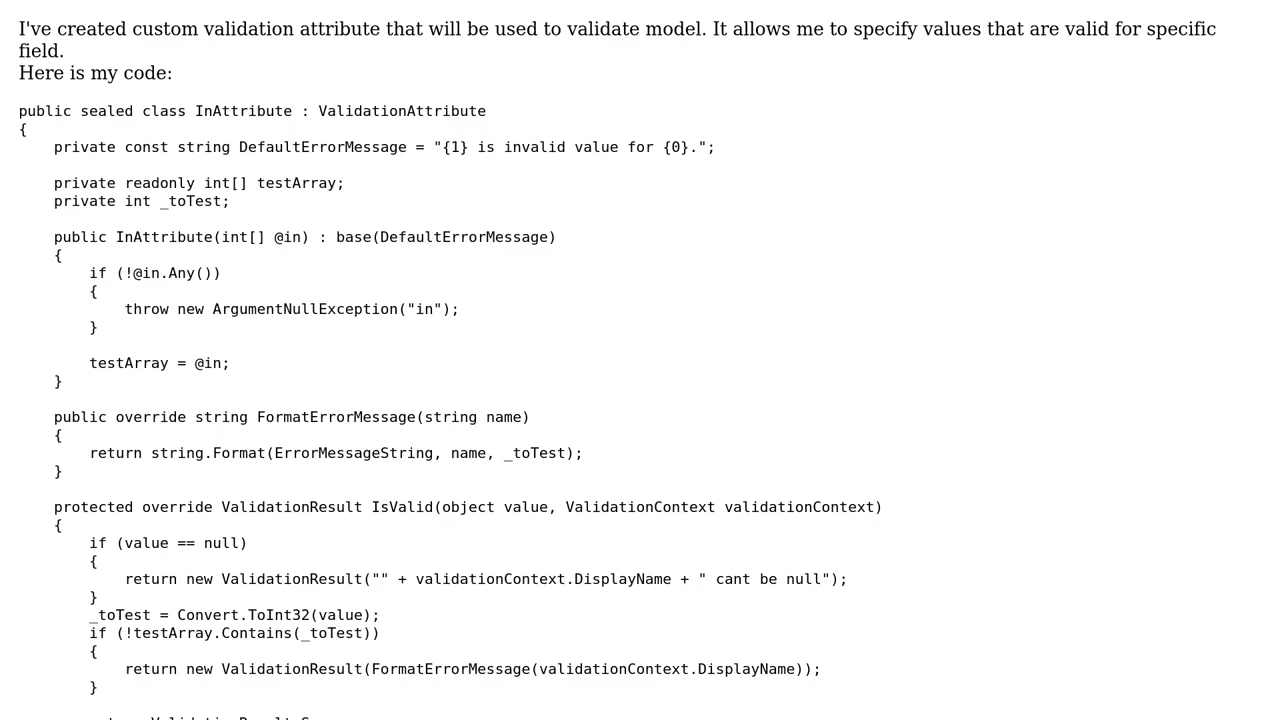 I've created custom validation attribute that will be used to validate model. It allows me to specify values that are valid for specific
field.
Here is my code:
public sealed class InAttribute : ValidationAttribute
{
    private const string DefaultErrorMessage = "{1} is invalid value for {0}.";
    private readonly int[] testArray;
    private int _toTest;
    public InAttribute(int[] @in) : base(DefaultErrorMessage)
    {
        if (!@in.Any())
        {
            throw new ArgumentNullException("in");
        }
        testArray = @in;
    }
    public override string FormatErrorMessage(string name)
    {
        return string.Format(ErrorMessageString, name, _toTest);
    }
    protected override ValidationResult IsValid(object value, ValidationContext validationContext)
    {
        if (value == null)
        {
            return new ValidationResult("" + validationContext.DisplayName + " cant be null");
        }
        _toTest = Convert.ToInt32(value);
        if (!testArray.Contains(_toTest))
        {
            return new ValidationResult(FormatErrorMessage(validationContext.DisplayName));
        }